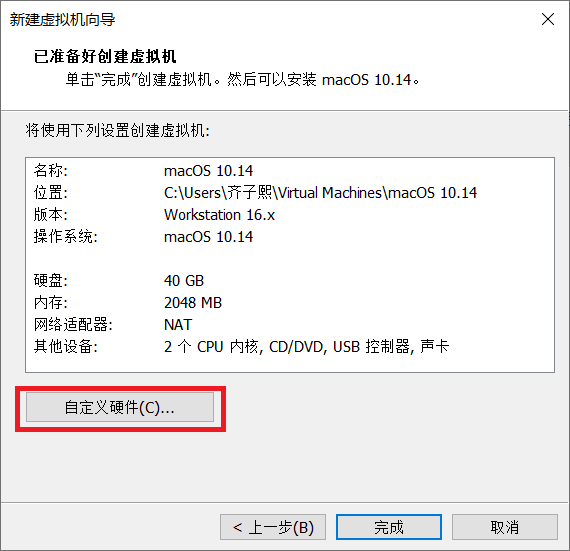 新建虚拟机向导
已准备好创建虚拟机
单击“完成”创建虚拟机。然后可以安装 macOS 10.14。
将使用下列设置创建虚拟机:
名称: macOS 10.14
位置: C:\Users\齐子熙\Virtual Machines\macOS 10.14
版本: Workstation 16.x
操作系统: macOS 10.14
硬盘: 40 GB
内存: 2048 MB
网络适配器: NAT
其他设备: 2 个 CPU 内核, CD/DVD, USB 控制器, 声卡
自定义硬件(C)...
< 上一步(B) 完成 取消